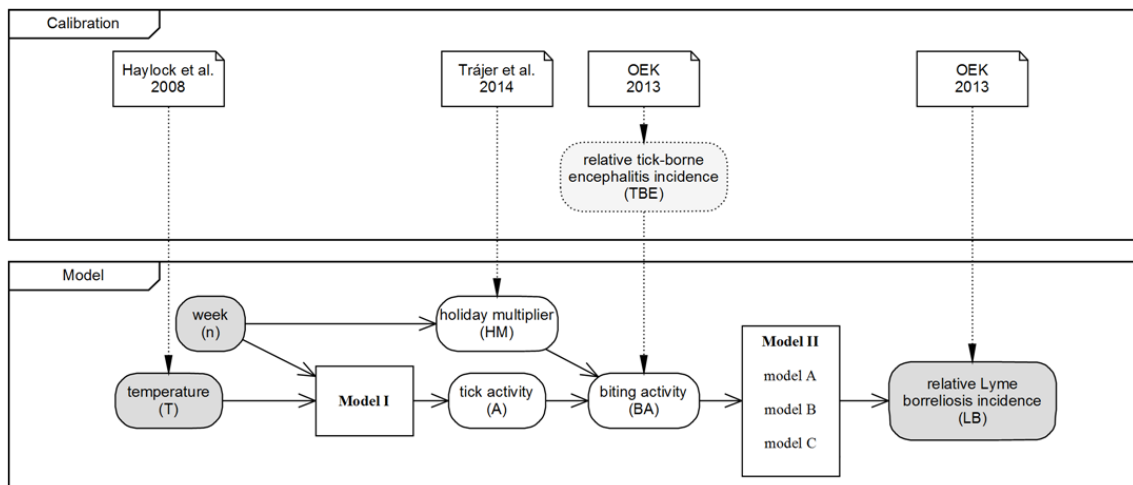 Calibration
Haylock et al.
2008
Trájer et al.
2014
OEK
2013
OEK
2013
relative tick-borne
encephalitis incidence
(TBE)
Model
week
(n)
holiday multiplier
(HM)
temperature
(T)
Model I
tick activity
(A)
biting activity
(BA)
Model II
model A
model B
model C
relative Lyme
borreliosis incidence
(LB)